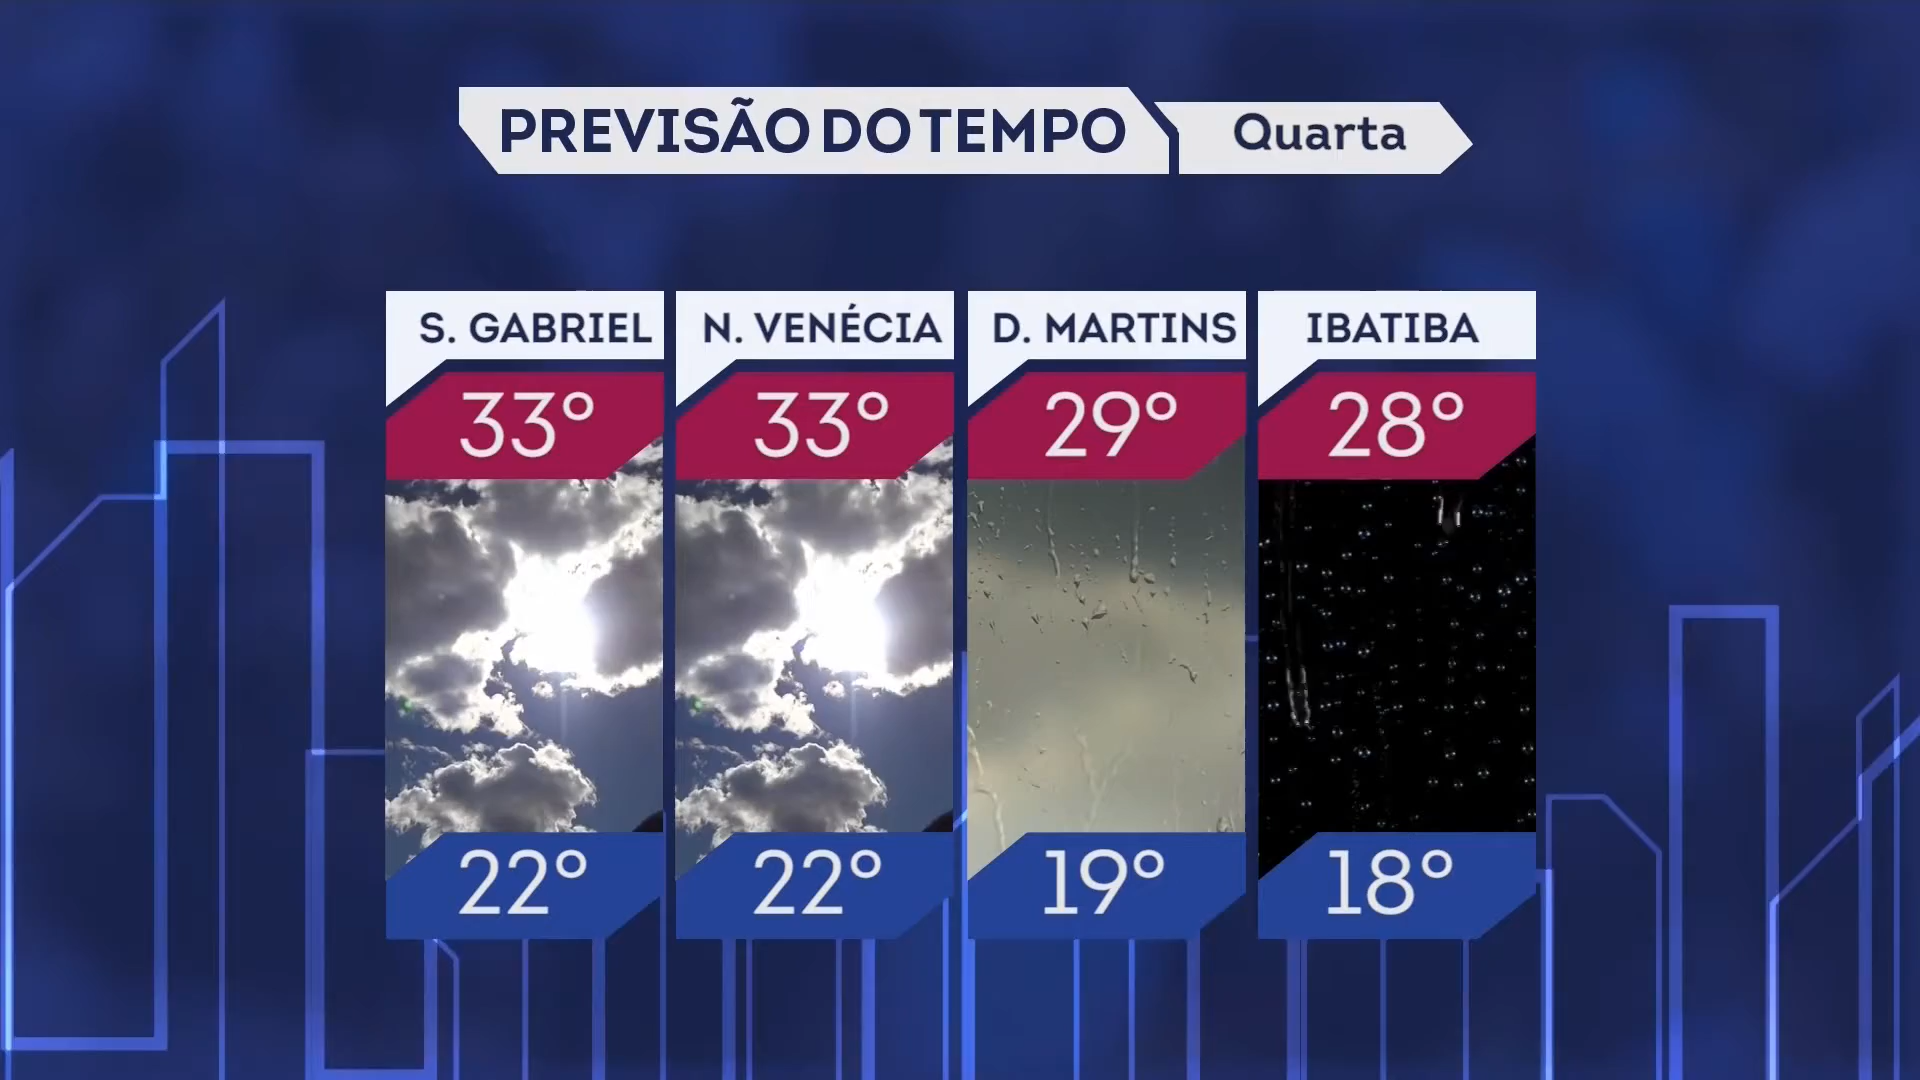 PREVISÃO DO TEMPO
Quarta
S. GABRIEL
33°
22°
N. VENÉCIA
33°
22°
D. MARTINS
29°
19°
IBATIBA
28°
18°